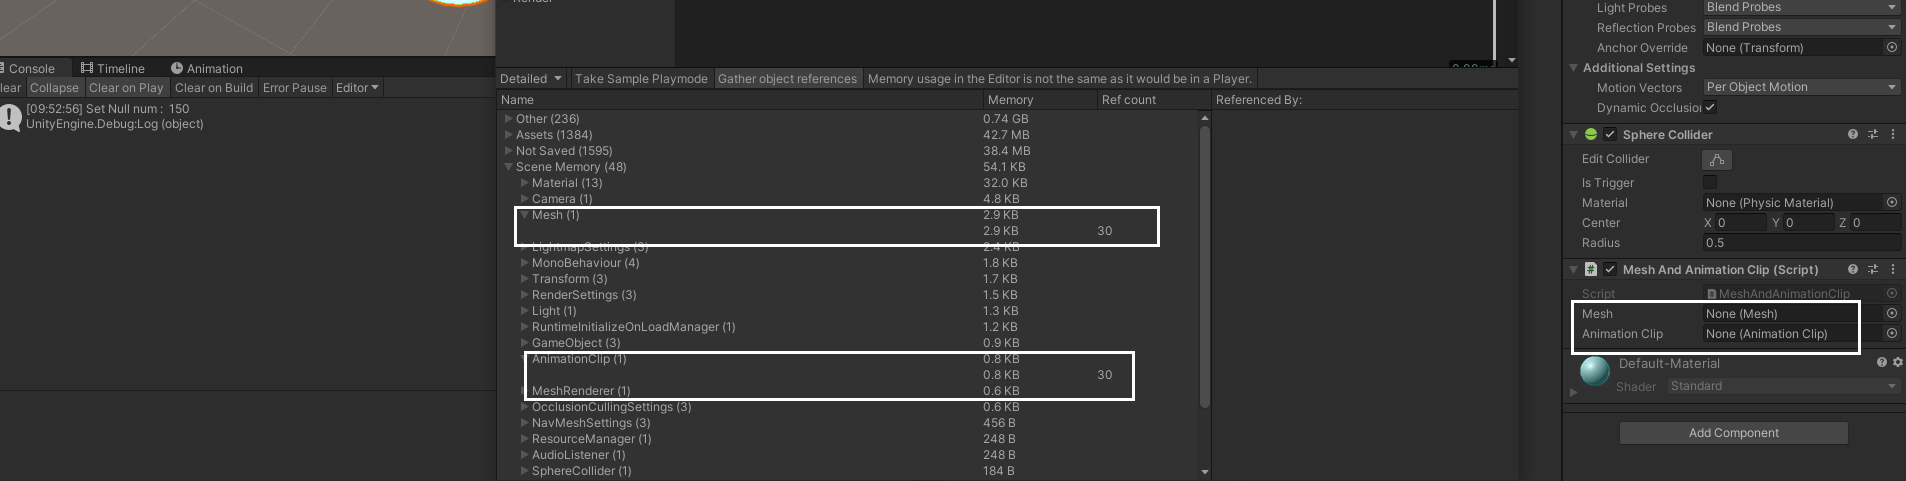 Console
Timeline
Animation
lear
Collapse
Clear on Play
Clear on Build
Error Pause
Editor
[09:52:56] Set Null num : 150
UnityEngine.Debug:Log (object)
Detailed
Take Sample Playmode
Gather object references
Memory usage in the Editor is not the same as it would be in a Player.
Name Memory Ref count Referenced By:
Other (236) 0.74 GB
Assets (1384) 42.7 MB
Not Saved (1595) 38.4 MB
Scene Memory (48) 54.1 KB
Material (13) 32.0 KB
Camera (1) 4.8 KB
Mesh (1) 2.9 KB
2.9 KB 30
LightmapSettings (3) 2.4 KB
MonoBehaviour (4) 1.8 KB
Transform (3) 1.7 KB
RenderSettings (3) 1.5 KB
Light (1) 1.3 KB
RuntimeInitializeOnLoadManager (1) 1.2 KB
GameObject (3) 0.9 KB
AnimationClip (1) 0.8 KB
0.8 KB 30
MeshRenderer (1) 0.6 KB
OcclusionCullingSettings (3) 0.6 KB
NavMeshSettings (3) 456 B
ResourceManager (1) 248 B
AudioListener (1) 248 B
SphereCollider (1) 184 B
Light Probes Blend Probes
Reflection Probes Blend Probes
Anchor Override None (Transform)
Additional Settings
Motion Vectors Per Object Motion
Dynamic Occlusio
Sphere Collider
Edit Collider
Is Trigger
Material None (Physic Material)
Center X 0 Y 0 Z 0
Radius 0.5
Mesh And Animation Clip (Script)
Script MeshAndAnimationClip
Mesh None (Mesh)
Animation Clip None (Animation Clip)
Default-Material
Shader Standard
Add Component